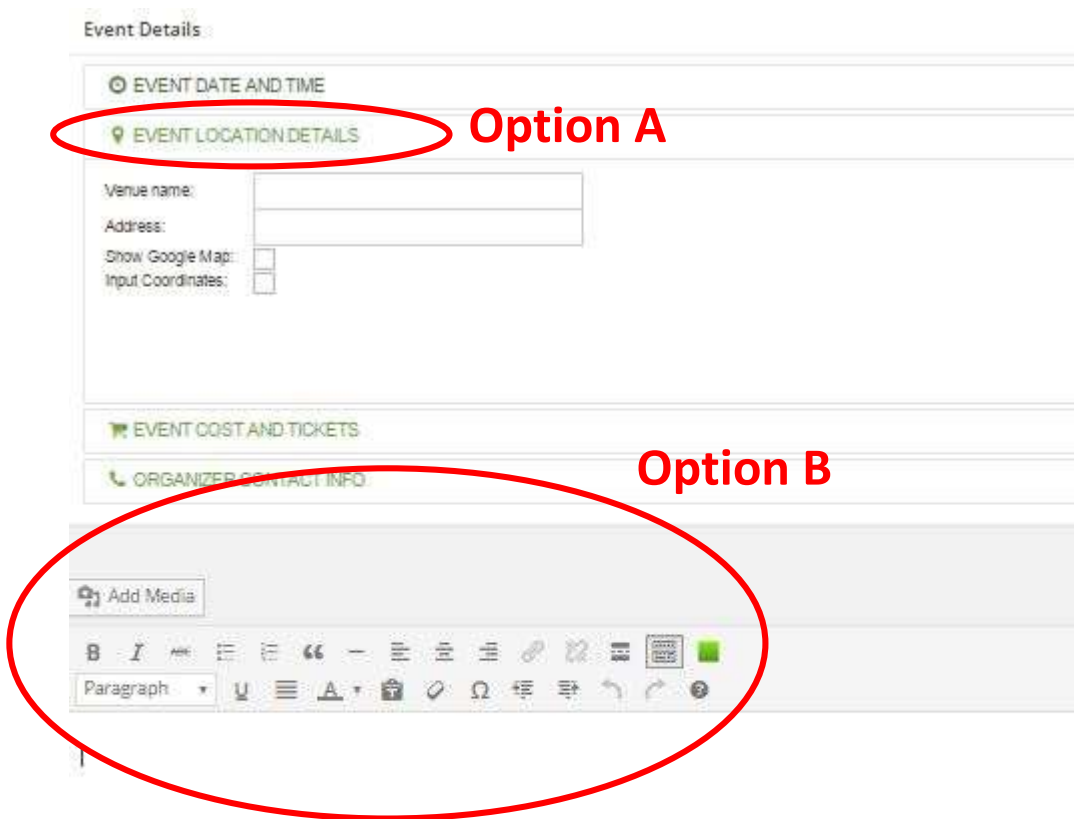 Event Details
EVENT DATE AND TIME
EVENT LOCATION DETAILS
Option A
Venue name:
Address:
Show Google Map:
Input Coordinates:
EVENT COST AND TICKETS
Option B
ORGANIZER CONTACT INFO
Add Media
B I ABC “ —
Paragraph U A Ω